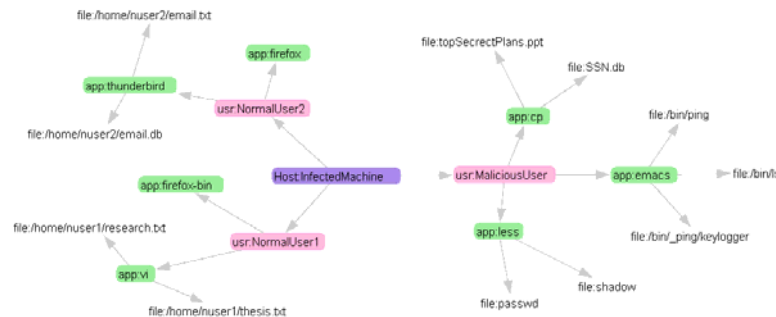 file:/home/nuser2/email.txt
app:firefox
app:thunderbird
usr:NormalUser2
file:/home/nuser2/email.db
Host:InfectedMachine
app:firefox-bin
file:/home/nuser1/research.txt
usr:NormalUser1
app:vi
file:/home/nuser1/thesis.txt
file:topSecrectPlans.ppt
file:SSN.db
app:cp
file:/bin/ping
usr:MaliciousUser
app:emacs
file:/bin/ls
app:less
file:/bin/_ping/keylogger
file:shadow
file:passwd